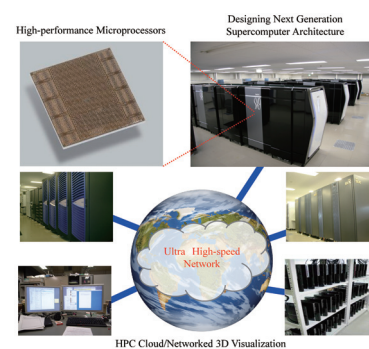 High-performance Microprocessors
Designing Next Generation
Supercomputer Architecture
Ultra High-speed
Network
HPC Cloud/Networked 3D Visualization